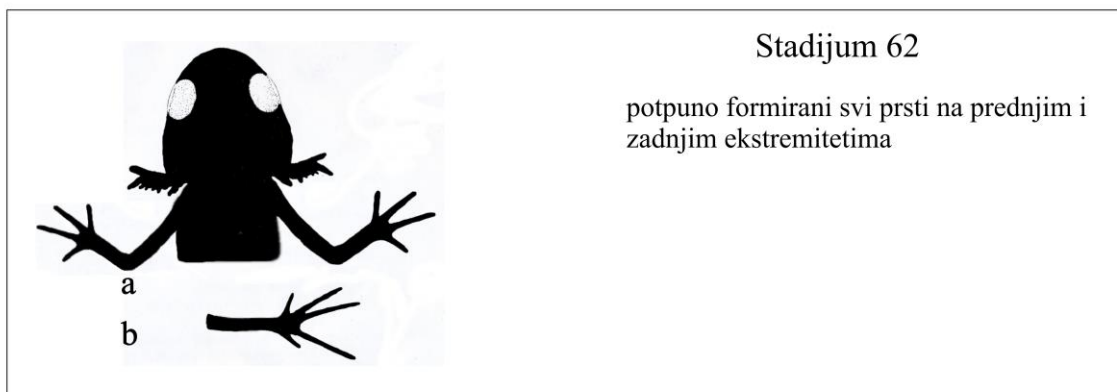 Stadijum 62
potpuno formirani svi prsti na prednjim i
zadnjim ekstremitetima
a
b